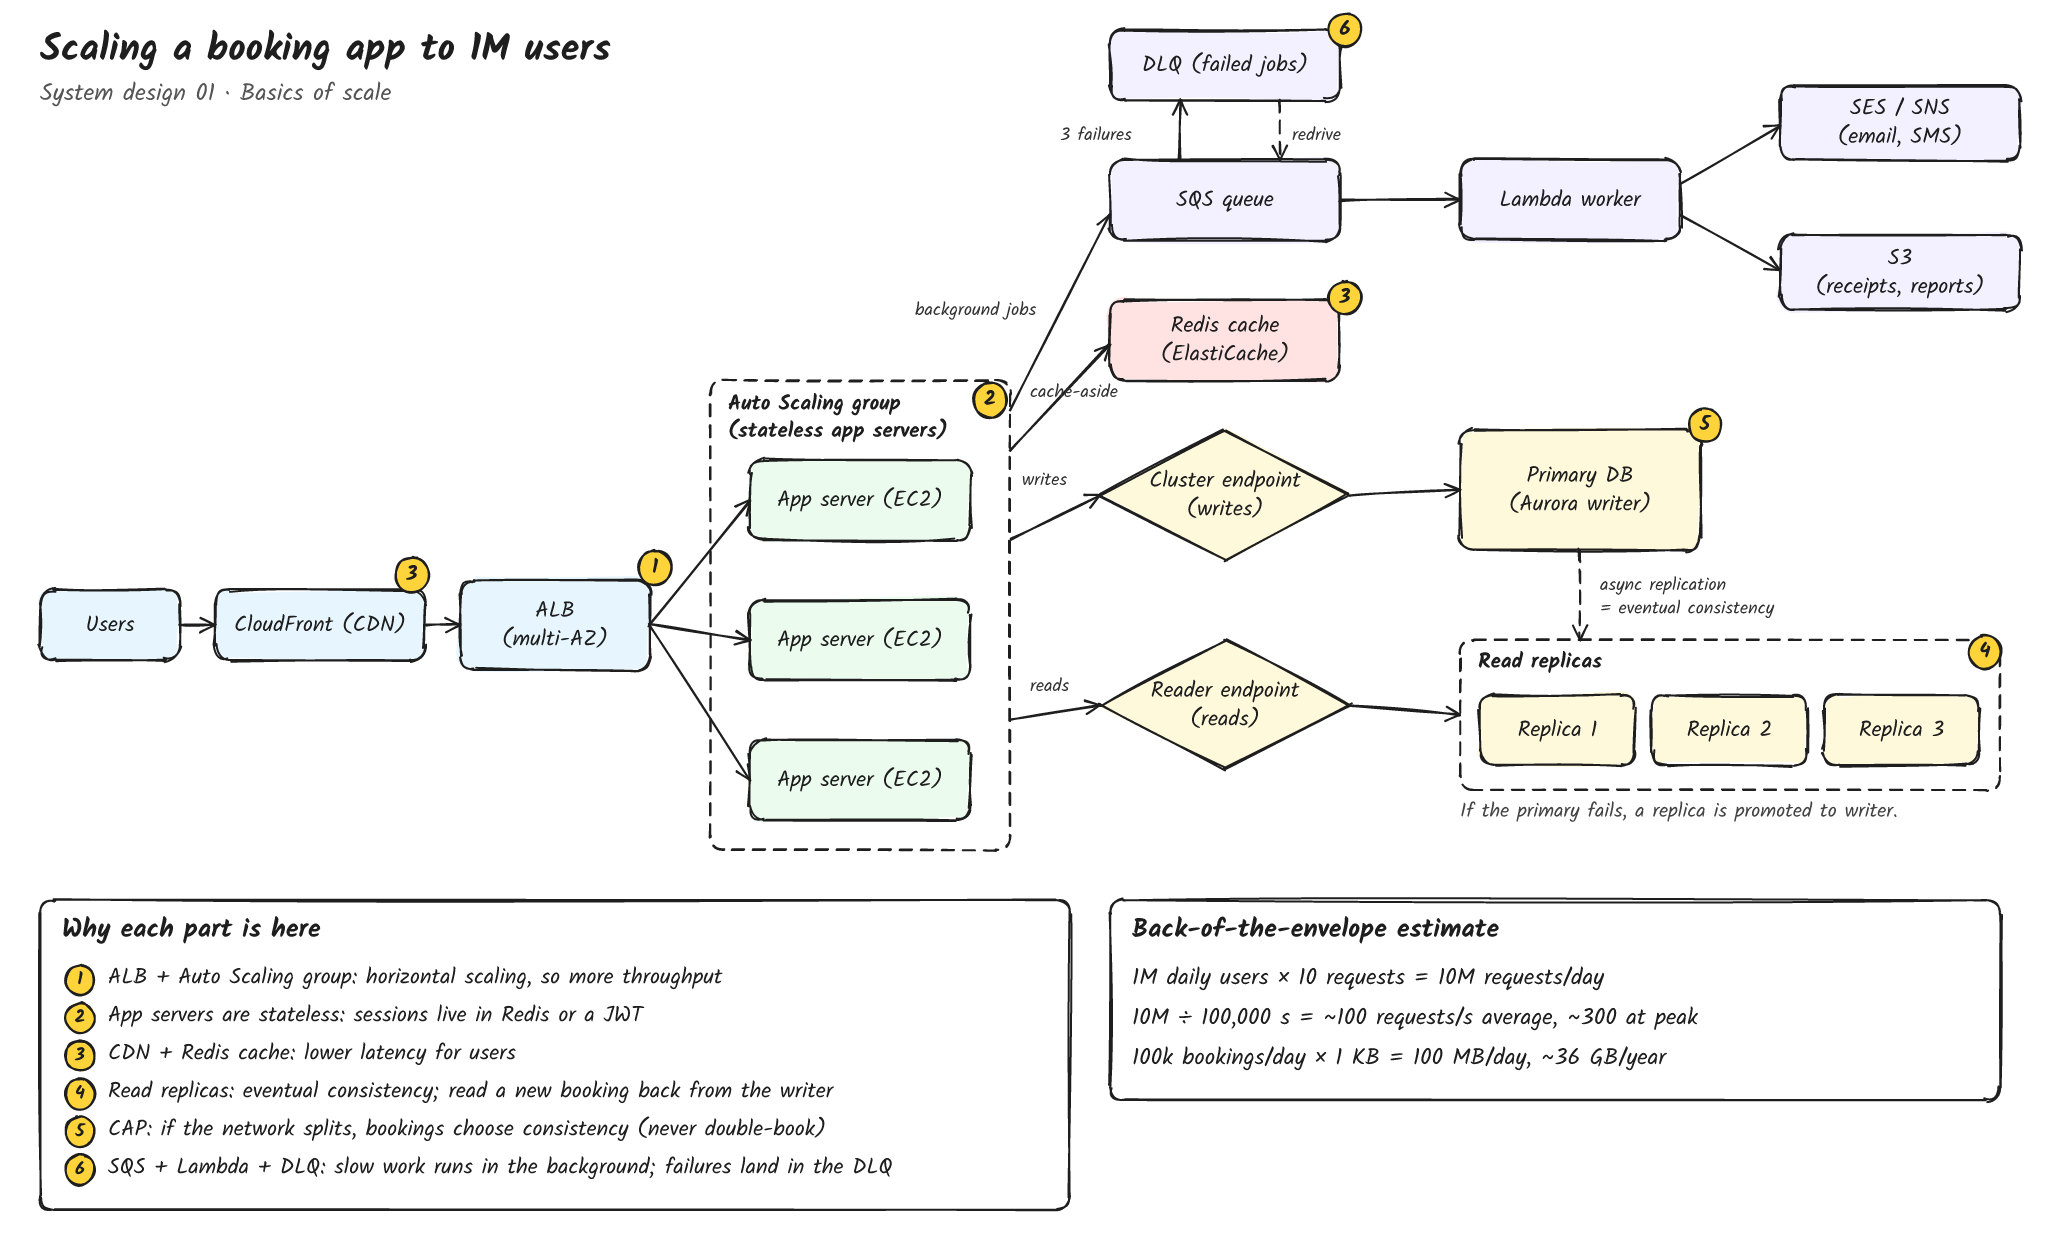 Scaling a booking app to 1M users
System design 01 · Basics of scale
6
DLQ (failed jobs)
3 failures
redrive
SQS queue
Lambda worker
SES / SNS
(email, SMS)
S3
(receipts, reports)
background jobs
3
Redis cache
(ElastiCache)
cache-aside
2
Auto Scaling group
(stateless app servers)
App server (EC2)
App server (EC2)
App server (EC2)
Users
3
CloudFront (CDN)
1
ALB
(multi-AZ)
writes
Cluster endpoint
(writes)
5
Primary DB
(Aurora writer)
async replication
= eventual consistency
reads
Reader endpoint
(reads)
4
Read replicas
Replica 1
Replica 2
Replica 3
If the primary fails, a replica is promoted to writer.
Why each part is here
1 ALB + Auto Scaling group: horizontal scaling, so more throughput
2 App servers are stateless: sessions live in Redis or a JWT
3 CDN + Redis cache: lower latency for users
4 Read replicas: eventual consistency; read a new booking back from the writer
5 CAP: if the network splits, bookings choose consistency (never double-book)
6 SQS + Lambda + DLQ: slow work runs in the background; failures land in the DLQ
Back-of-the-envelope estimate
1M daily users × 10 requests = 10M requests/day
10M ÷ 100,000 s = ~100 requests/s average, ~300 at peak
100k bookings/day × 1 KB = 100 MB/day, ~36 GB/year